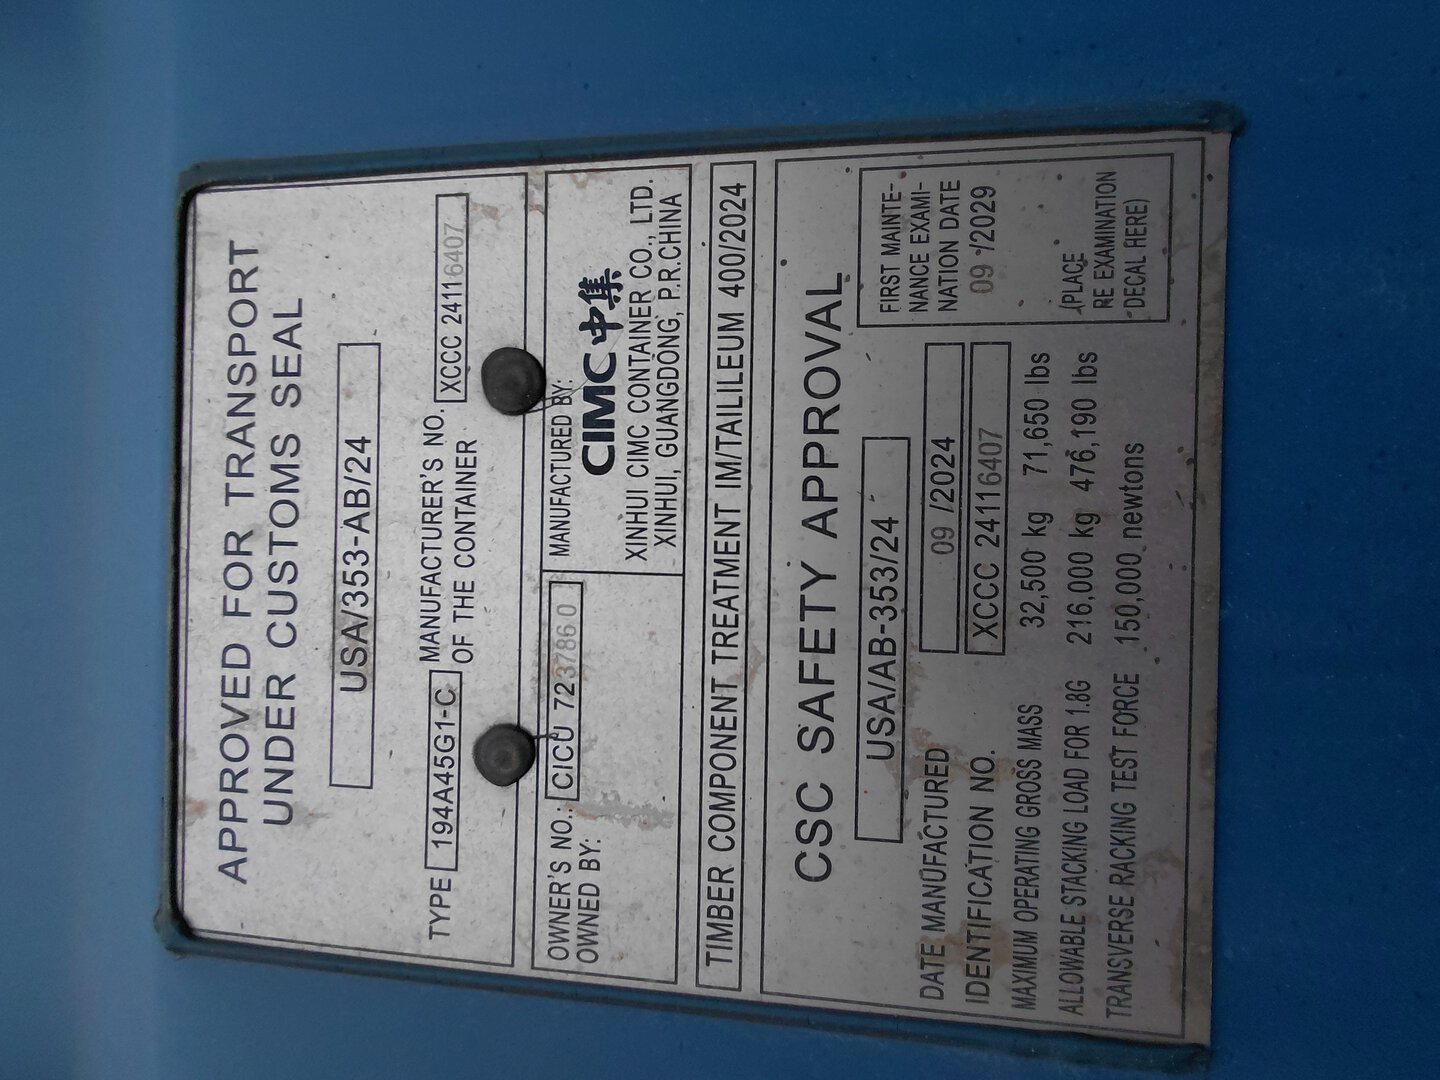 APPROVED FOR TRANSPORT
UNDER CUSTOMS SEAL
USA/353-AB/24
TYPE 194A45G1-C MANUFACTURER'S NO.
OF THE CONTAINER XCCC 24116407
OWNER'S NO.: CICU 723786 0
OWNED BY:
MANUFACTURED BY:
CIMC 中集
XINHUI CIMC CONTAINER CO., LTD.
XINHUI, GUANGDONG, P.R.CHINA
TIMBER COMPONENT TREATMENT IM/TAILILEUM 400/2024
CSC SAFETY APPROVAL
USA/AB-353/24
DATE MANUFACTURED 09 /2024
IDENTIFICATION NO. XCCC 24116407
MAXIMUM OPERATING GROSS MASS 32,500 kg 71,650 lbs
ALLOWABLE STACKING LOAD FOR 1.8G 216,000 kg 476,190 lbs
TRANSVERSE RACKING TEST FORCE 150,000 newtons
FIRST MAINTE-
NANCE EXAMI-
NATION DATE
09 /2029
(PLACE
RE EXAMINATION
DECAL HERE)